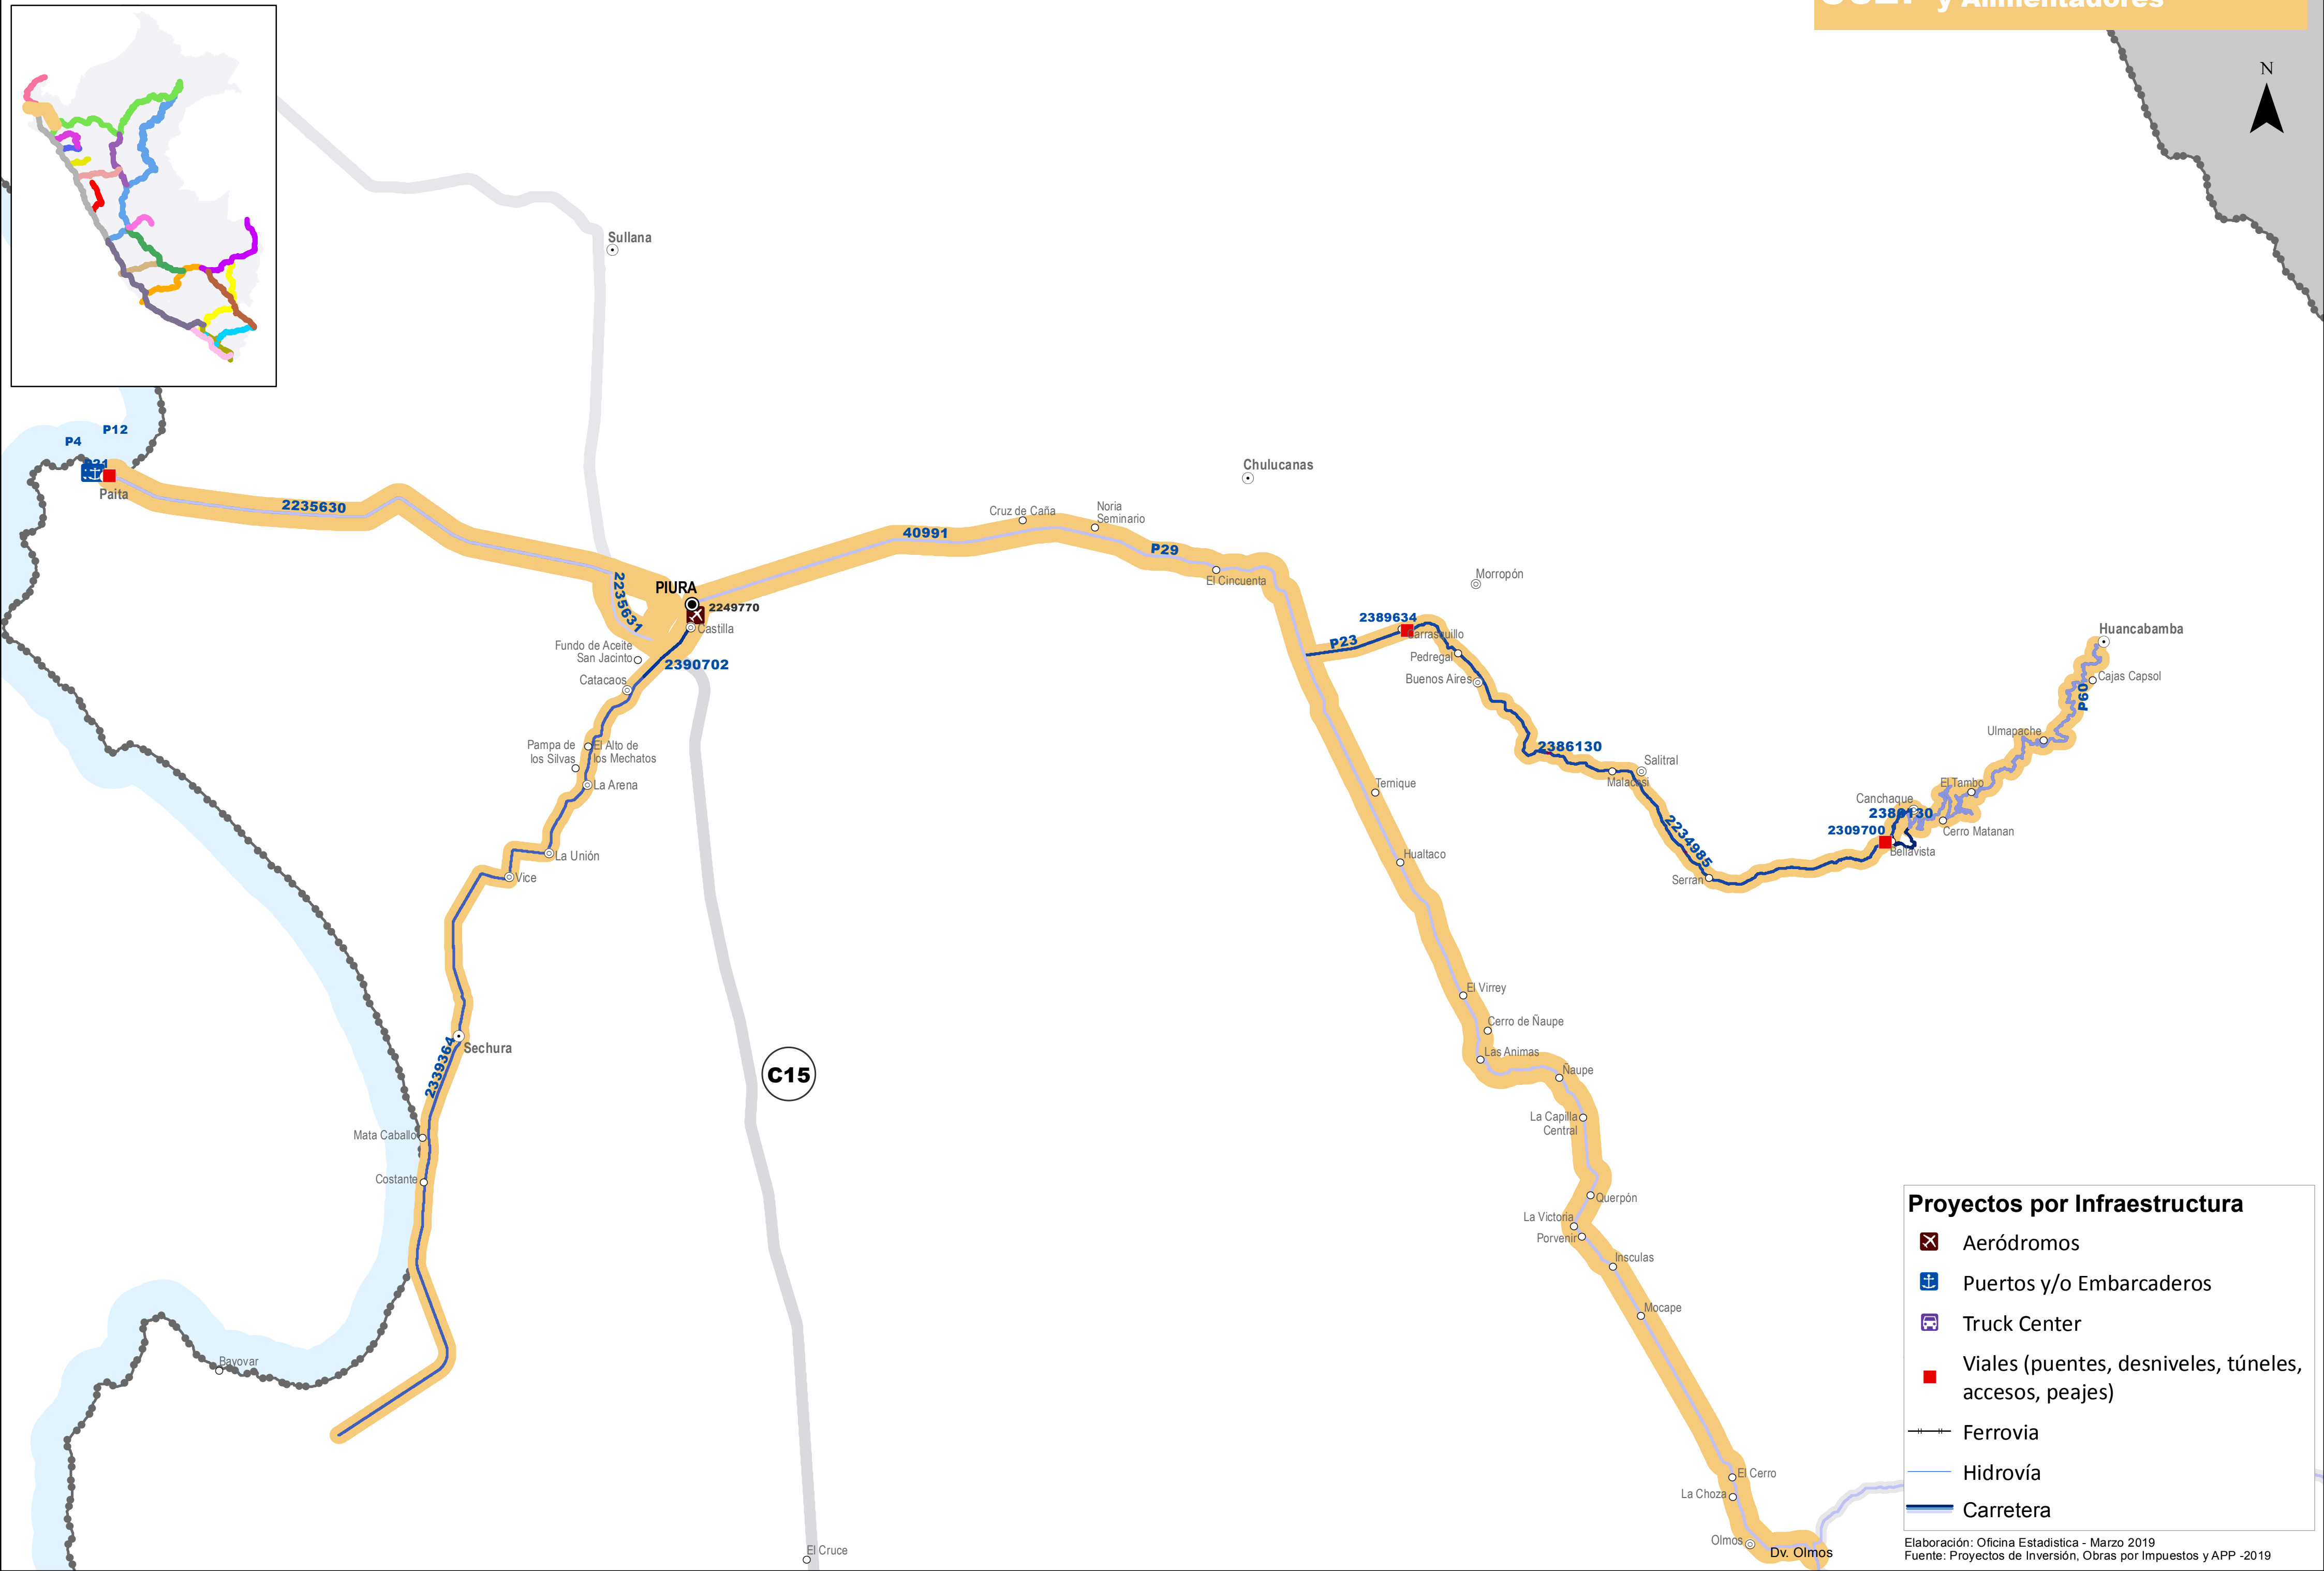 y Alimentadores
N
Sullana
P12
P4
Paita
2235630
Chulucanas
Cruz de Caña
Noria
Seminario
40991
P29
El Cincuenta
2235631
PIURA
2249770
Castilla
Fundo de Aceite
San Jacinto
2390702
Catacaos
Morropón
2389634
Carrasquillo
P23
Pedregal
Buenos Aires
Huancabamba
Cajas Capsol
P60
Ulmapache
Pampa de
los Silvas
El Alto de
los Mechatos
La Arena
2386130
Salitral
Malacasi
Ternique
El Tambo
Canchaque
2386130
2309700
Cerro Matanan
Bellavista
2234985
Serran
La Unión
Vice
Hualtaco
El Virrey
Cerro de Ñaupe
Las Animas
Ñaupe
Sechura
2339364
C15
La Capilla
Central
Mata Caballo
Costante
Querpón
La Victoria
Porvenir
Insculas
Mocape
Bayovar
El Cerro
La Choza
Olmos
Dv. Olmos
El Cruce
Proyectos por Infraestructura
Aeródromos
Puertos y/o Embarcaderos
Truck Center
Viales (puentes, desniveles, túneles,
accesos, peajes)
Ferrovia
Hidrovía
Carretera
Elaboración: Oficina Estadistica - Marzo 2019
Fuente: Proyectos de Inversión, Obras por Impuestos y APP -2019